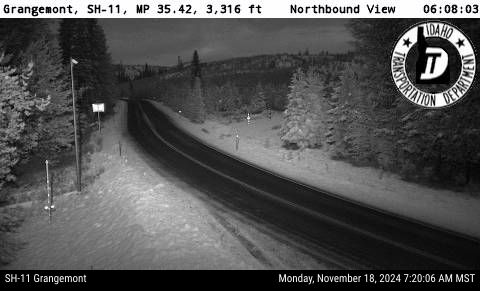 Grangemont, SH-11, MP 35.42, 3,316 ft Northbound View 06:08:03
IDAHO
TRANSPORTATION DEPARTMENT
SH-11 Grangemont Monday, November 18, 2024 7:20:06 AM MST